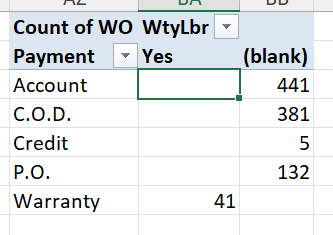 AZ BA BB
Count of WO WtyLbr
Payment Yes (blank)
Account 441
C.O.D. 381
Credit 5
P.O. 132
Warranty 41